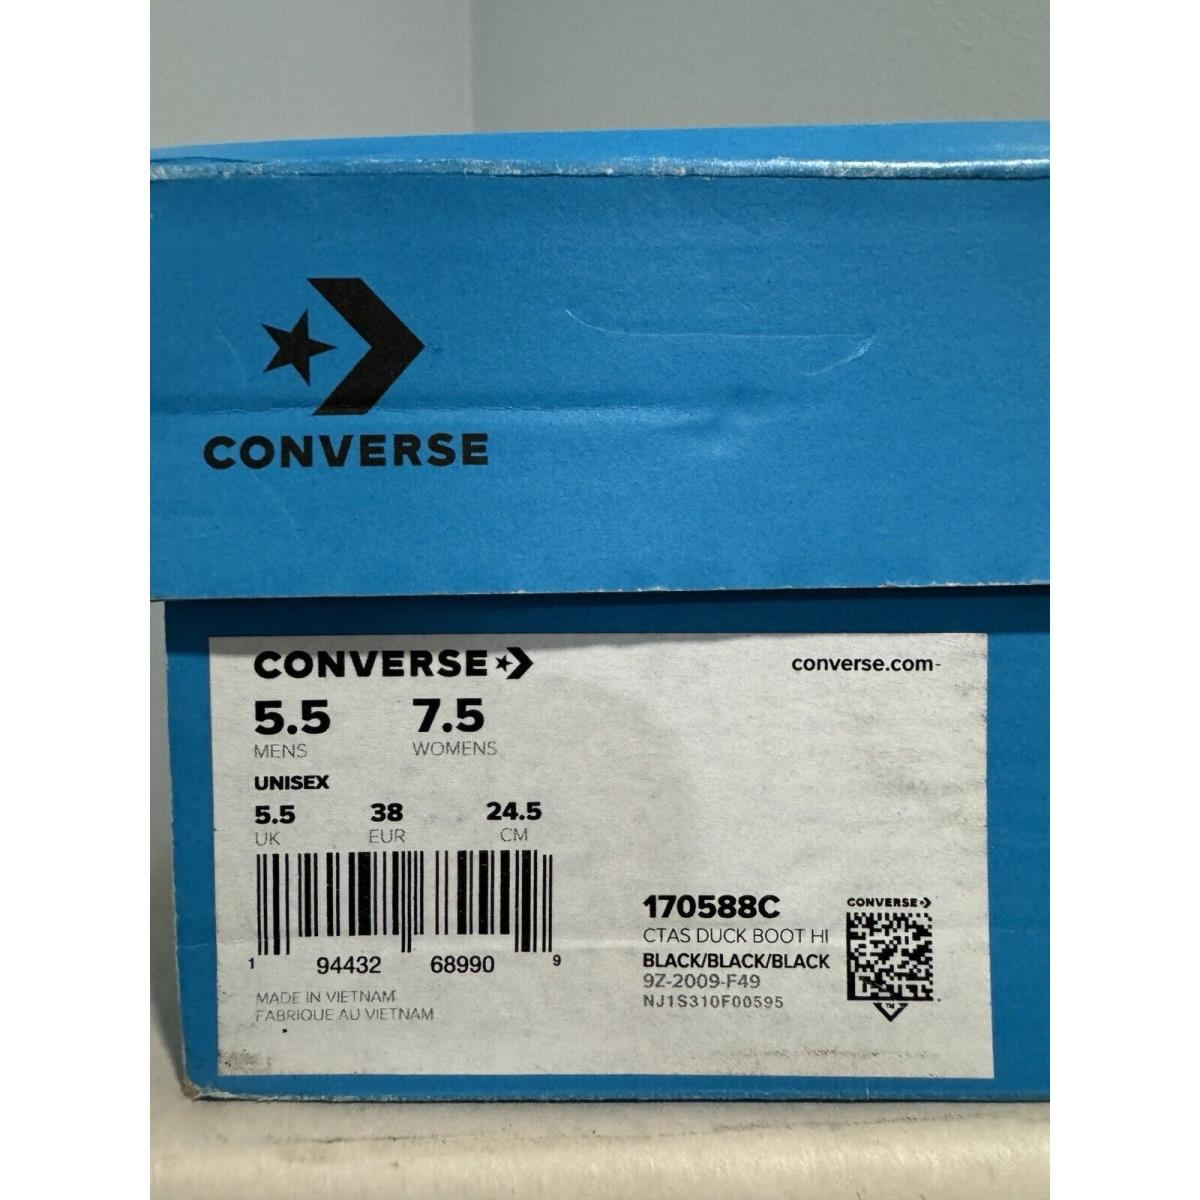 CONVERSE
CONVERSE
converse.com-
5.5 7.5
MENS WOMENS
UNISEX
5.5 38 24.5
UK EUR CM
1 94432 68990 9
MADE IN VIETNAM
FABRIQUE AU VIETNAM
170588C
CTAS DUCK BOOT HI
BLACK/BLACK/BLACK
9Z-2009-F49
NJ1S310F00595
CONVERSE
TM